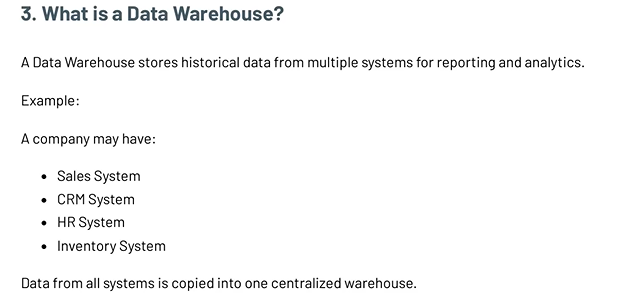 3. What is a Data Warehouse?
A Data Warehouse stores historical data from multiple systems for reporting and analytics.
Example:
A company may have:
• Sales System
• CRM System
• HR System
• Inventory System
Data from all systems is copied into one centralized warehouse.